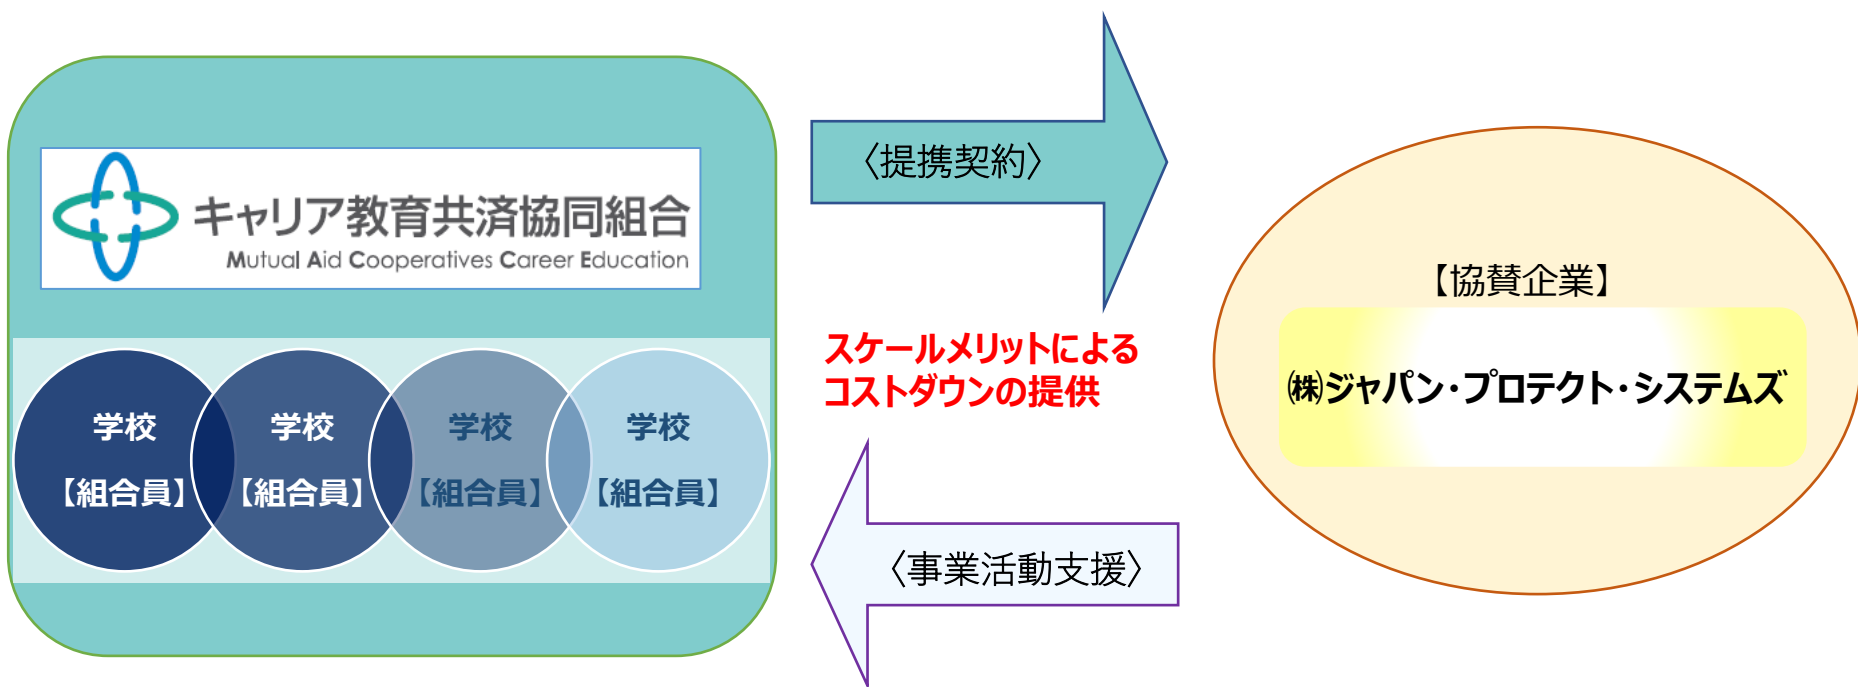 キャリア教育共済協同組合
Mutual Aid Cooperatives Career Education
学校
【組合員】
学校
【組合員】
学校
【組合員】
学校
【組合員】
〈提携契約〉
スケールメリットによる
コストダウンの提供
〈事業活動支援〉
【協賛企業】
㈱ジャパン・プロテクト・システムズ